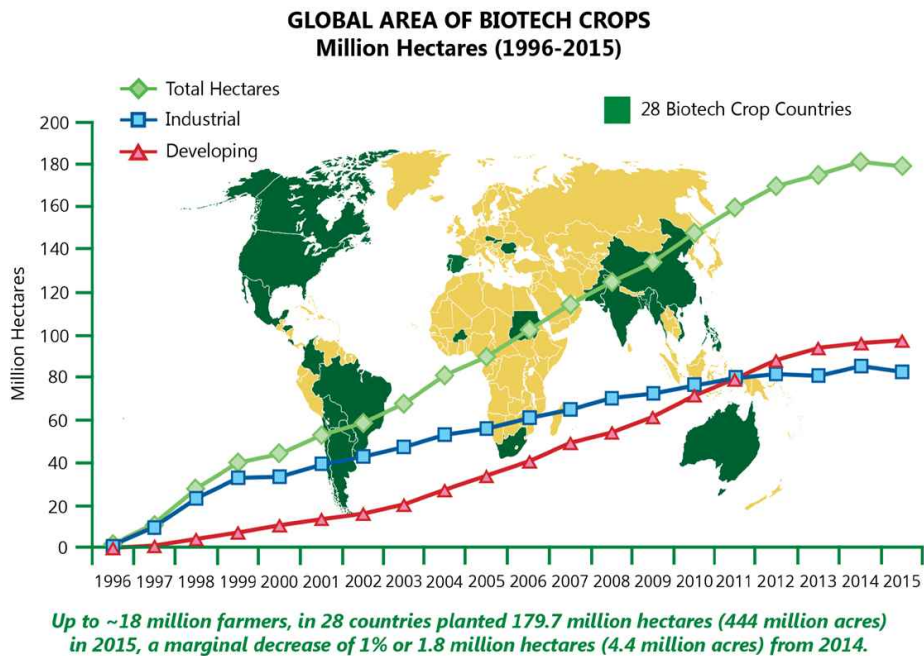 GLOBAL AREA OF BIOTECH CROPS
Million Hectares (1996-2015)
Total Hectares
Industrial
Developing
28 Biotech Crop Countries
Million Hectares
200
180
160
140
120
100
80
60
40
20
0
1996 1997 1998 1999 2000 2001 2002 2003 2004 2005 2006 2007 2008 2009 2010 2011 2012 2013 2014 2015
Up to ~18 million farmers, in 28 countries planted 179.7 million hectares (444 million acres)
in 2015, a marginal decrease of 1% or 1.8 million hectares (4.4 million acres) from 2014.